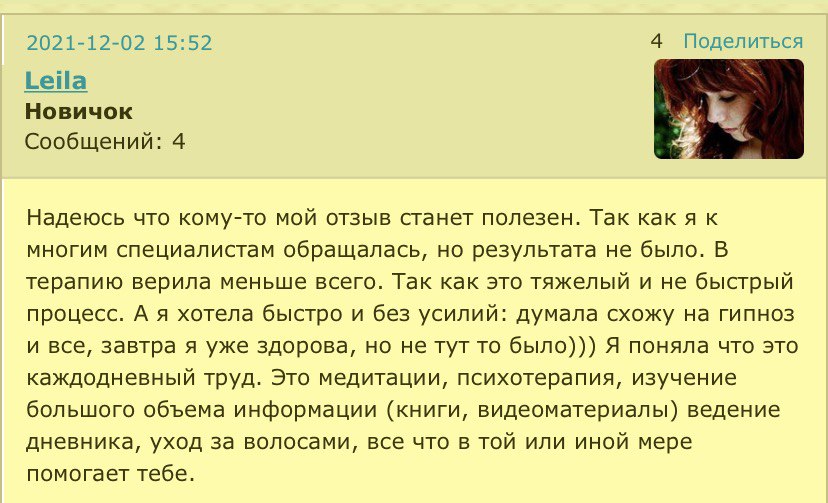 2021-12-02 15:52
4 Поделиться
Leila
Новичок
Сообщений: 4
Надеюсь что кому-то мой отзыв станет полезен. Так как я к
многим специалистам обращалась, но результата не было. В
терапию верила меньше всего. Так как это тяжелый и не быстрый
процесс. А я хотела быстро и без усилий: думала схожу на гипноз
и все, завтра я уже здорова, но не тут то было))) Я поняла что это
каждодневный труд. Это медитации, психотерапия, изучение
большого объема информации (книги, видеоматериалы) ведение
дневника, уход за волосами, все что в той или иной мере
помогает тебе.